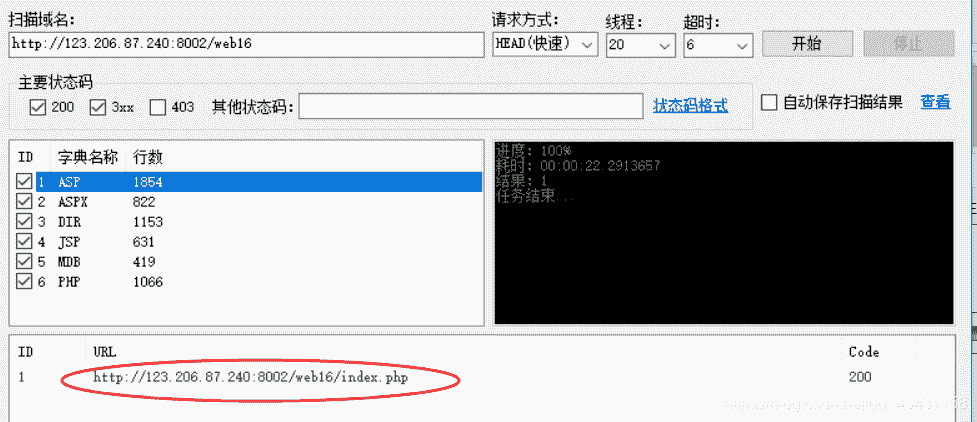 扫描域名: 请求方式: 线程: 超时:
http://123.206.87.240:8002/web16 HEAD(快速) 20 6 开始 停止
主要状态码
200 3xx 403 其他状态码: 状态码格式 自动保存扫描结果 查看
ID 字典名称 行数
1 ASP 1854
2 ASPX 822
3 DIR 1153
4 JSP 631
5 MDB 419
6 PHP 1066
进度: 100%
耗时: 00:00:22.2913657
结果: 1
任务结束...
ID URL Code
1 http://123.206.87.240:8002/web16/index.php 200